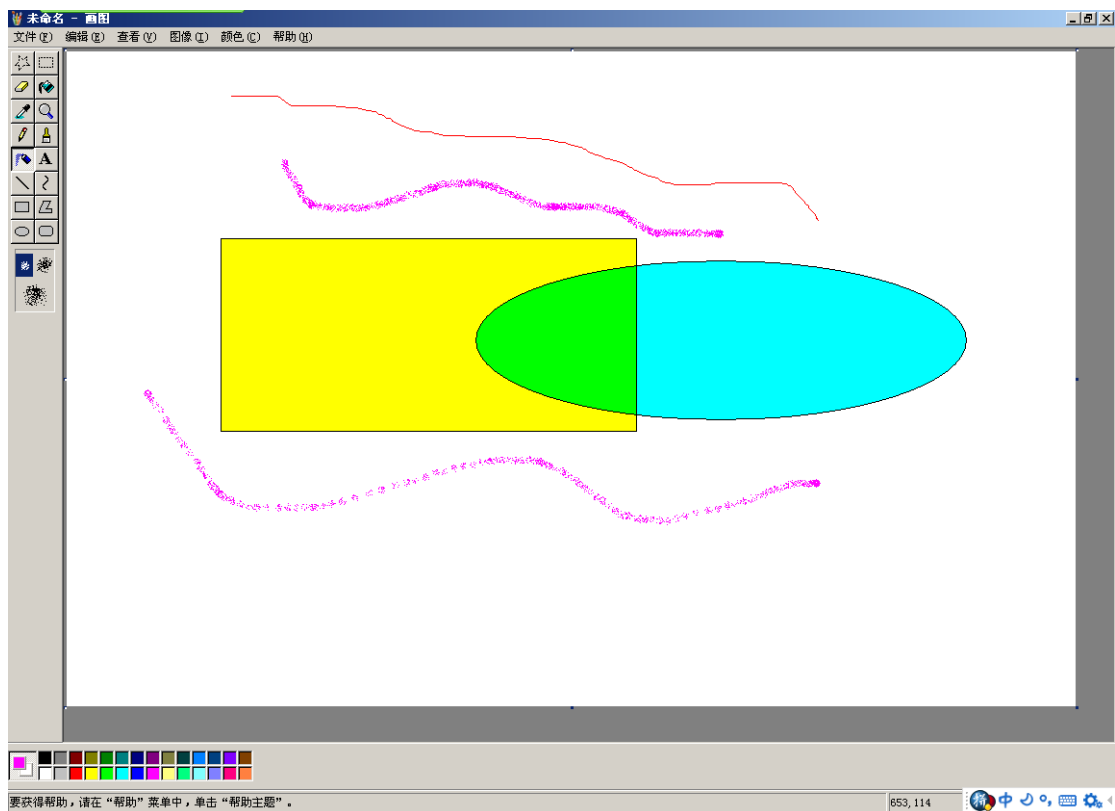 未命名 - 画图
文件(F) 编辑(E) 查看(V) 图像(I) 颜色(C) 帮助(H)
A
要获得帮助，请在“帮助”菜单中，单击“帮助主题”。
653,114
中